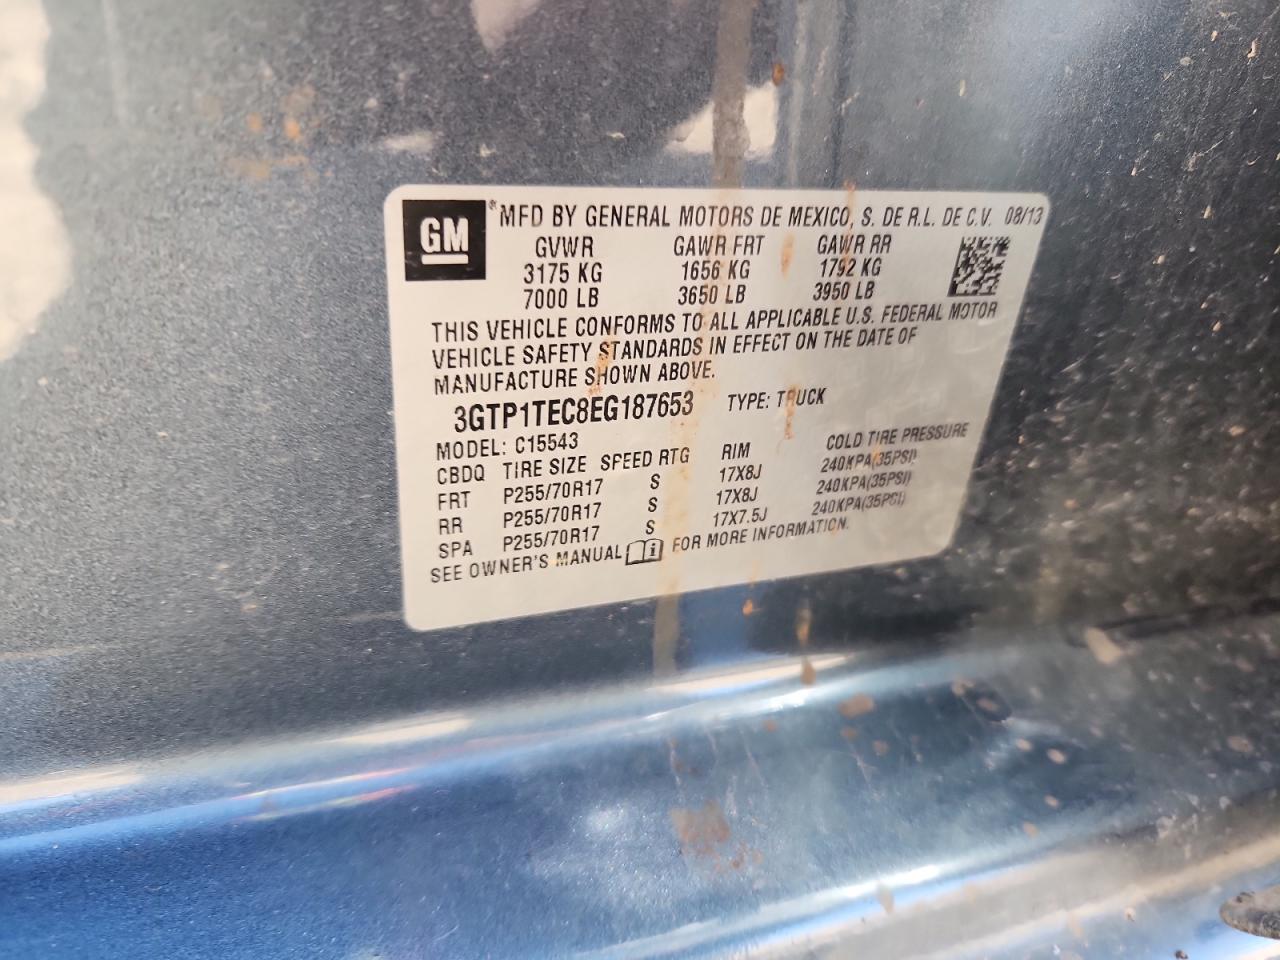 GM ® MFD BY GENERAL MOTORS DE MEXICO, S. DE R.L. DE C.V. 08/13
GVWR GAWR FRT GAWR RR
3175 KG 1656 KG 1792 KG
7000 LB 3650 LB 3950 LB
THIS VEHICLE CONFORMS TO ALL APPLICABLE U.S. FEDERAL MOTOR
VEHICLE SAFETY STANDARDS IN EFFECT ON THE DATE OF
MANUFACTURE SHOWN ABOVE.
3GTP1TEC8EG187653 TYPE: TRUCK
MODEL: C15543
CBDQ TIRE SIZE SPEED RTG RIM COLD TIRE PRESSURE
FRT P255/70R17 S 17X8J 240KPA(35PSI)
RR P255/70R17 S 17X8J 240KPA(35PSI)
SPA P255/70R17 S 17X7.5J 240KPA(35PSI)
SEE OWNER'S MANUAL FOR MORE INFORMATION.